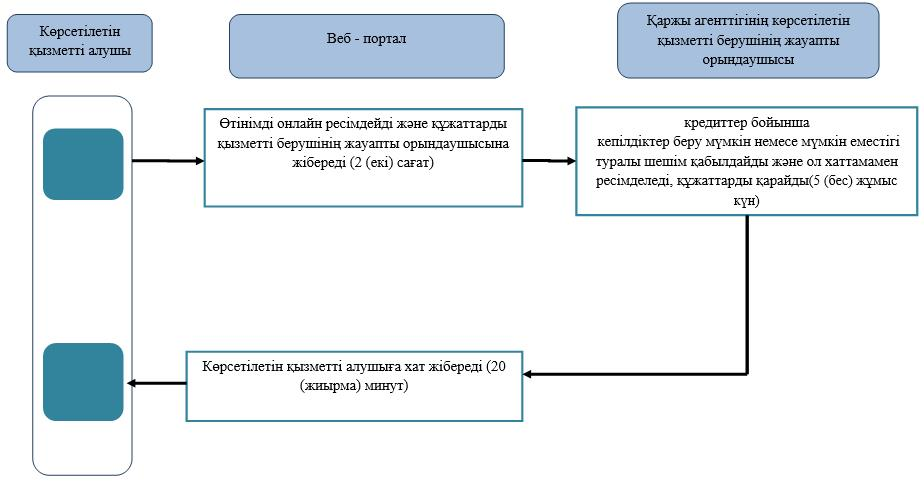 Көрсетілетін
қызметті алушы
Веб - портал
Қаржы агенттігінің көрсетілетін
қызметті берушінің жауапты
орындаушысы
Өтінімді онлайн ресімдейді және құжаттарды
қызметті берушінің жауапты орындаушысына
жібереді (2 (екі) сағат)
кредиттер бойынша
кепілдіктер беру мүмкін немесе мүмкін еместігі
туралы шешім қабылдайды және ол хаттамамен
ресімделеді, құжаттарды қарайды(5 (бес) жұмыс
күн)
Көрсетілетін қызметті алушыға хат жібереді (20
(жиырма) минут)